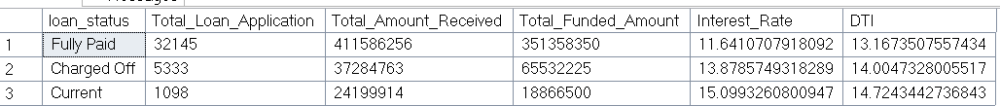 loan_status Total_Loan_Application Total_Amount_Received Total_Funded_Amount Interest_Rate DTI
1 Fully Paid 32145 411586256 351358350 11.6410707918092 13.1673507557434
2 Charged Off 5333 37284763 65532225 13.8785749318289 14.0047328005517
3 Current 1098 24199914 18866500 15.0993260800947 14.7243442736843